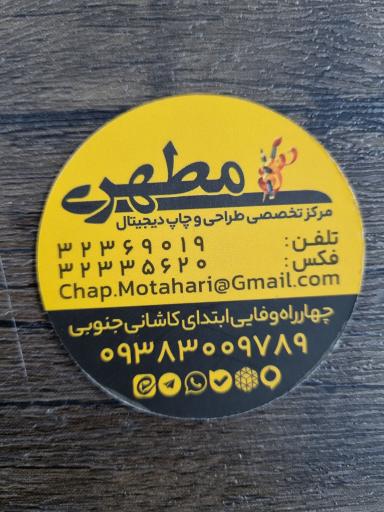 مطهری
مرکز تخصصی طراحی و چاپ دیجیتال
تلفن: ۳۲۳۶۹۰۱۹
فکس: ۳۲۳۳۵۶۲۰
Chap.Motahari@Gmail.com
چهارراه وفایی ابتدای کاشانی جنوبی
۰۹۳۸۳۰۰۹۷۸۹